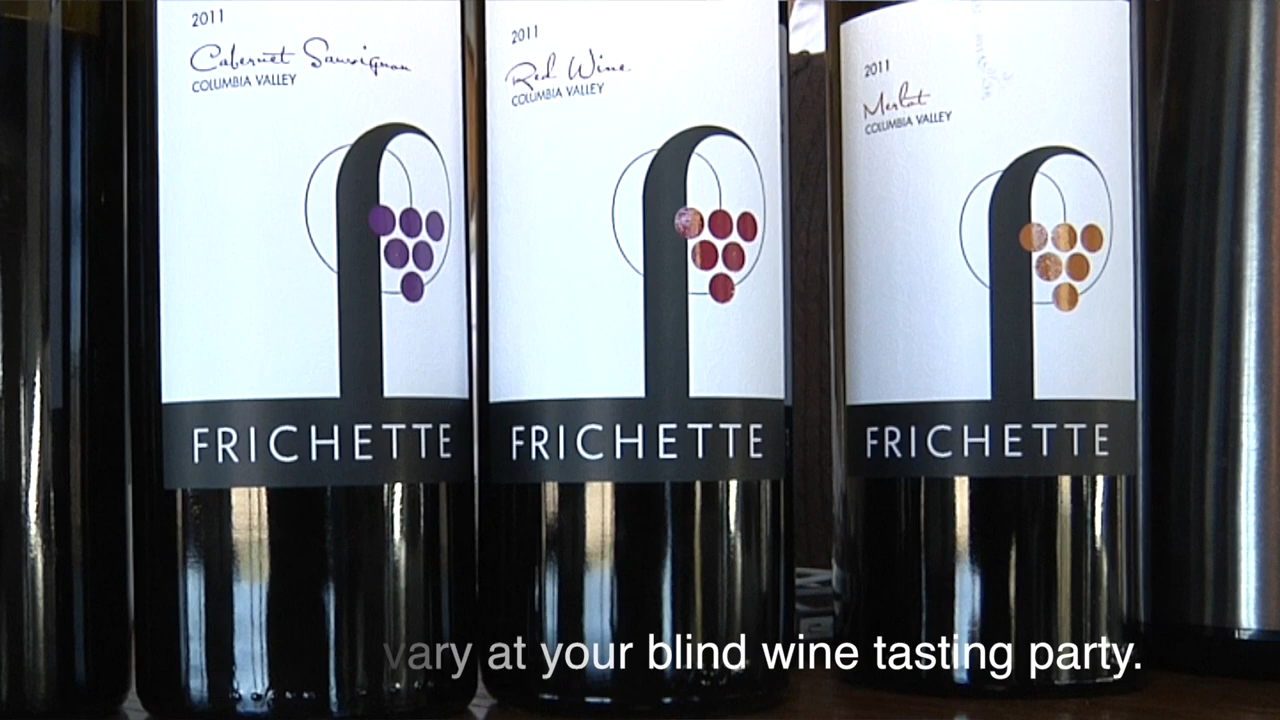 2011
Cabernet Sauvignon
COLUMBIA VALLEY
FRICHETTE
2011
Red Wine
COLUMBIA VALLEY
FRICHETTE
2011
Merlot
COLUMBIA VALLEY
FRICHETTE
vary at your blind wine tasting party.